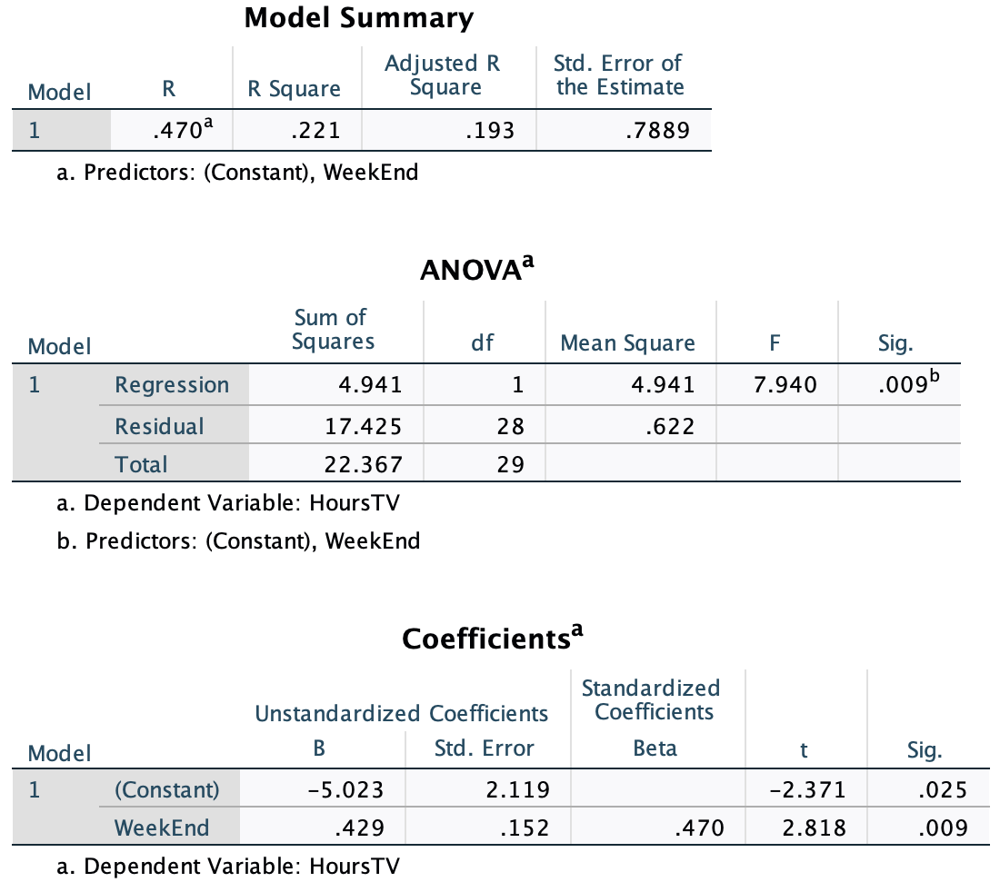 Model Summary
Model R R Square Adjusted R Square Std. Error of the Estimate
1 .470a .221 .193 .7889
a. Predictors: (Constant), WeekEnd
ANOVAa
Model Sum of Squares df Mean Square F Sig.
1 Regression 4.941 1 4.941 7.940 .009b
Residual 17.425 28 .622
Total 22.367 29
a. Dependent Variable: HoursTV
b. Predictors: (Constant), WeekEnd
Coefficientsa
Unstandardized Coefficients Standardized Coefficients
Model B Std. Error Beta t Sig.
1 (Constant) −5.023 2.119 −2.371 .025
WeekEnd .429 .152 .470 2.818 .009
a. Dependent Variable: HoursTV